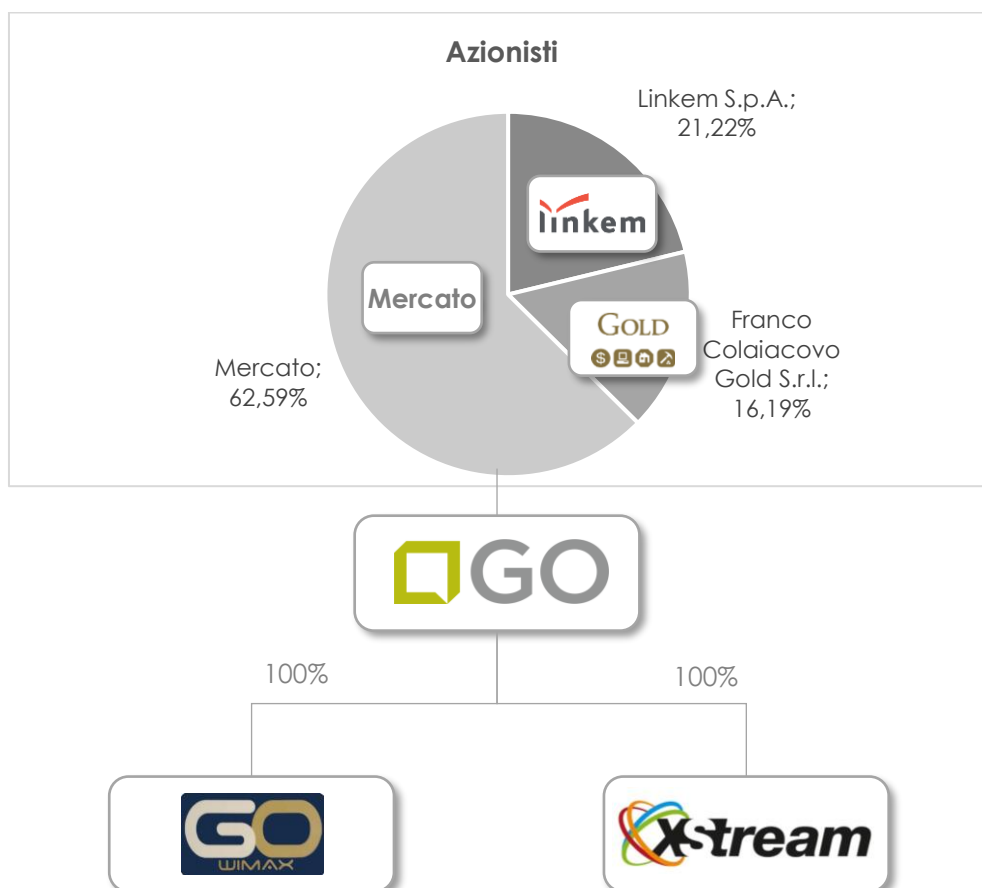 Azionisti
Linkem S.p.A.;
21,22%
linkem
Mercato
GOLD
$
Franco
Colaiacovo
Gold S.r.l.;
16,19%
Mercato;
62,59%
GO
100%
100%
GO
WIMAX
Xstream